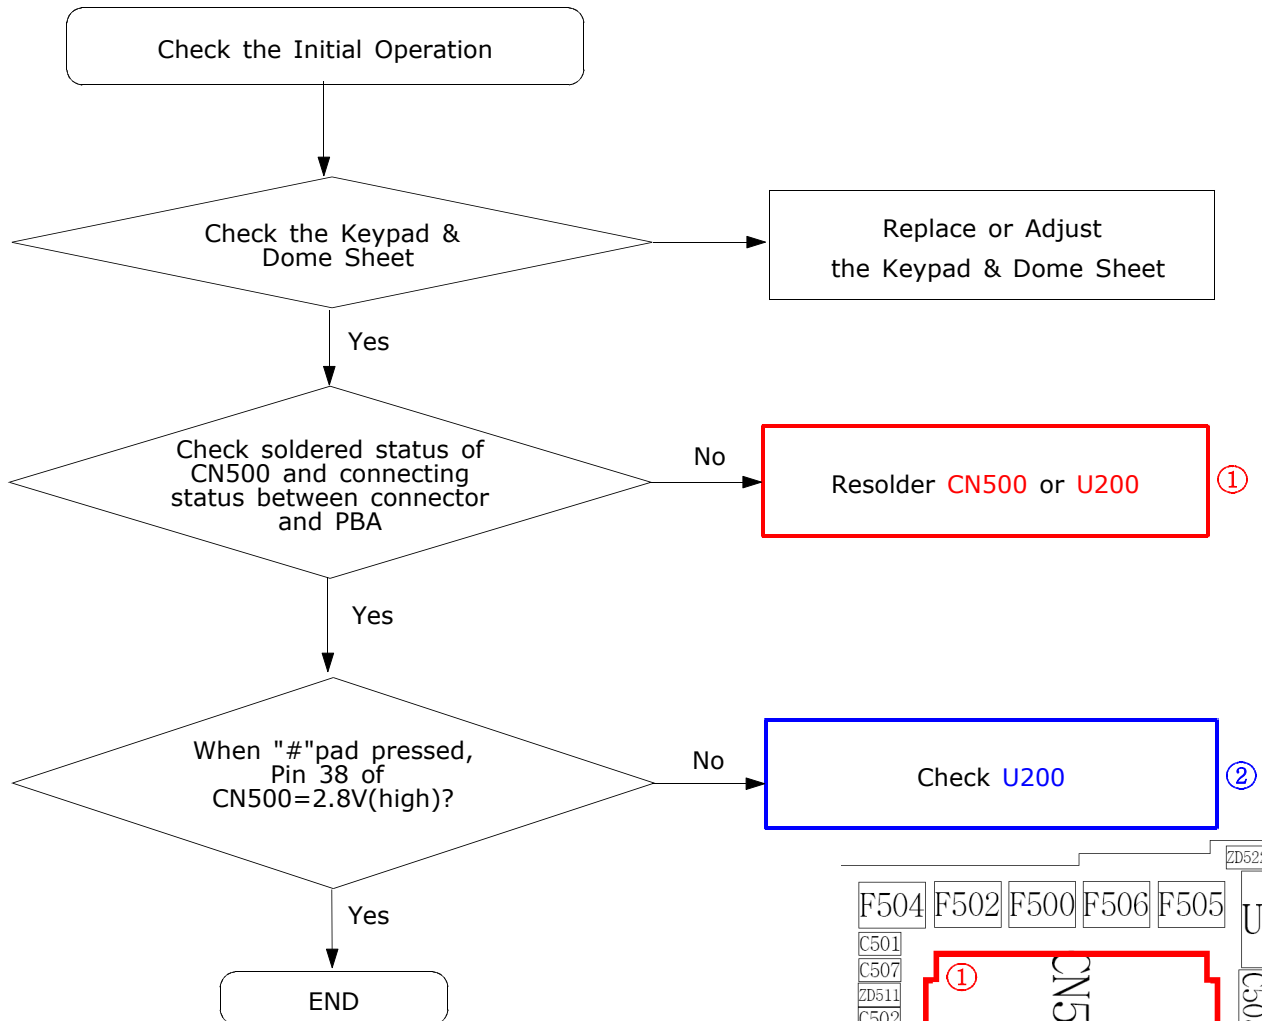 Check the Initial Operation
Check the Keypad &
Dome Sheet
Replace or Adjust
the Keypad & Dome Sheet
Yes
Check soldered status of
CN500 and connecting
status between connector
and PBA
No
Resolder CN500 or U200
①
Yes
When "#"pad pressed,
Pin 38 of
CN500=2.8V(high)?
No
Check U200
②
Yes
END
ZD522
F504 F502 F500 F506 F505
C501
C507
ZD511
C502
①